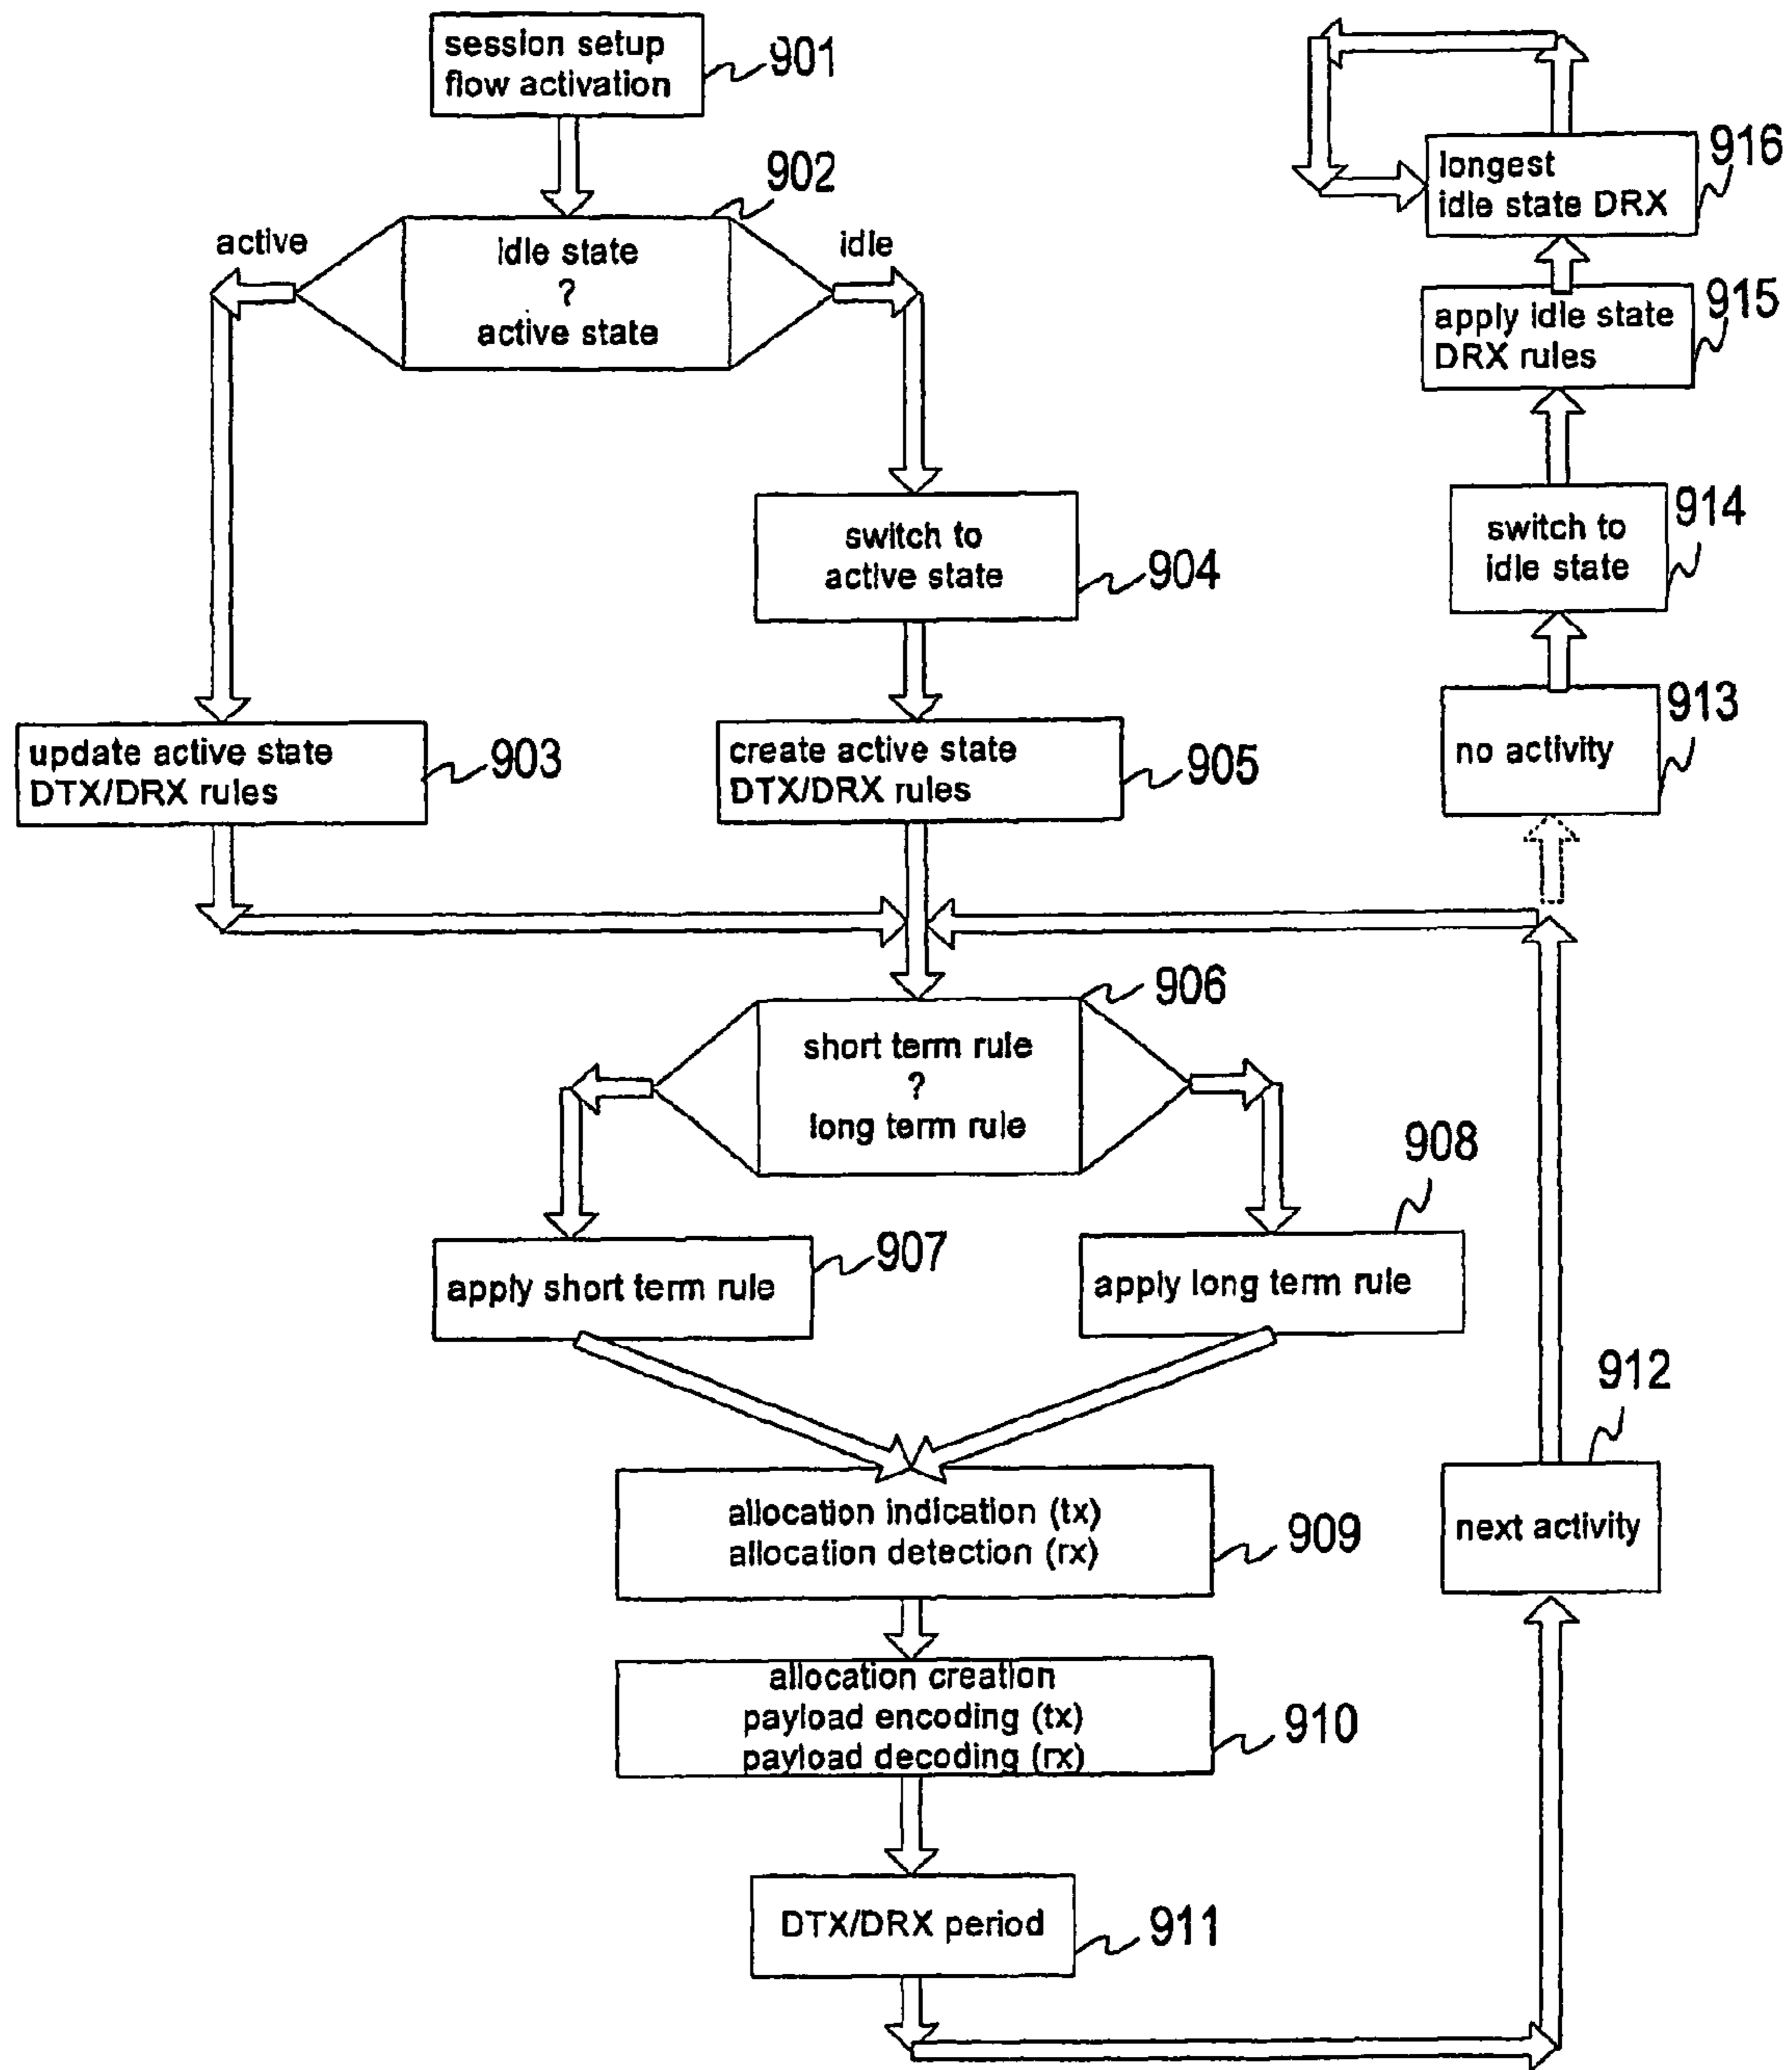 session setup
flow activation
901
902
active
idle
idle state
?
active state
switch to
active state
904
update active state
DTX/DRX rules
903
create active state
DTX/DRX rules
905
906
short term rule
?
long term rule
907
apply short term rule
908
apply long term rule
allocation indication (tx)
allocation detection (rx)
909
allocation creation
payload encoding (tx)
payload decoding (rx)
910
DTX/DRX period
911
912
next activity
913
no activity
914
switch to
idle state
915
apply idle state
DRX rules
916
longest
idle state DRX